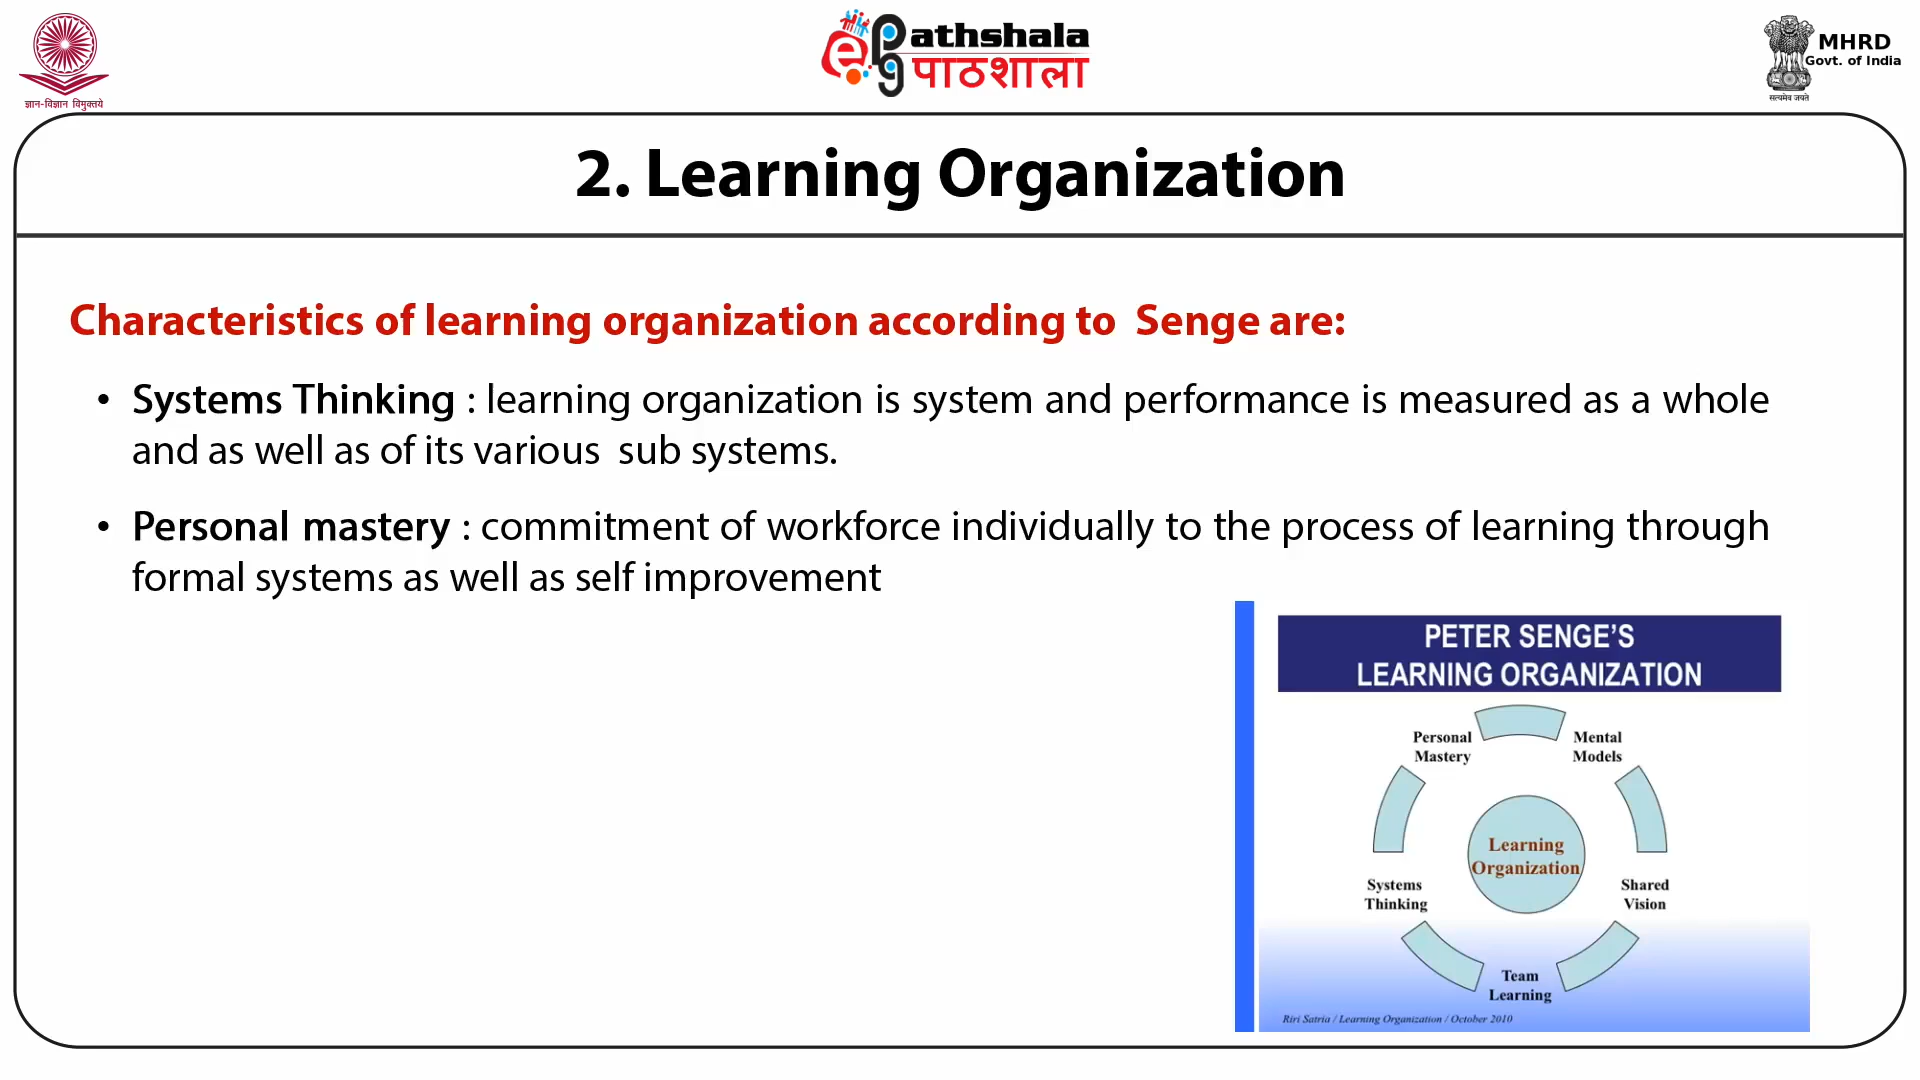 ज्ञान-विज्ञान विमुक्तये
ePathshala
पाठशाला
MHRD
Govt. of India
सत्यमेव जयते
2. Learning Organization
Characteristics of learning organization according to  Senge are:
• Systems Thinking : learning organization is system and performance is measured as a whole
and as well as of its various  sub systems.
• Personal mastery : commitment of workforce individually to the process of learning through
formal systems as well as self improvement
PETER SENGE’S
LEARNING ORGANIZATION
Personal
Mastery
Mental
Models
Learning
Organization
Systems
Thinking
Shared
Vision
Team
Learning
Riri Satria / Learning Organization / October 2010